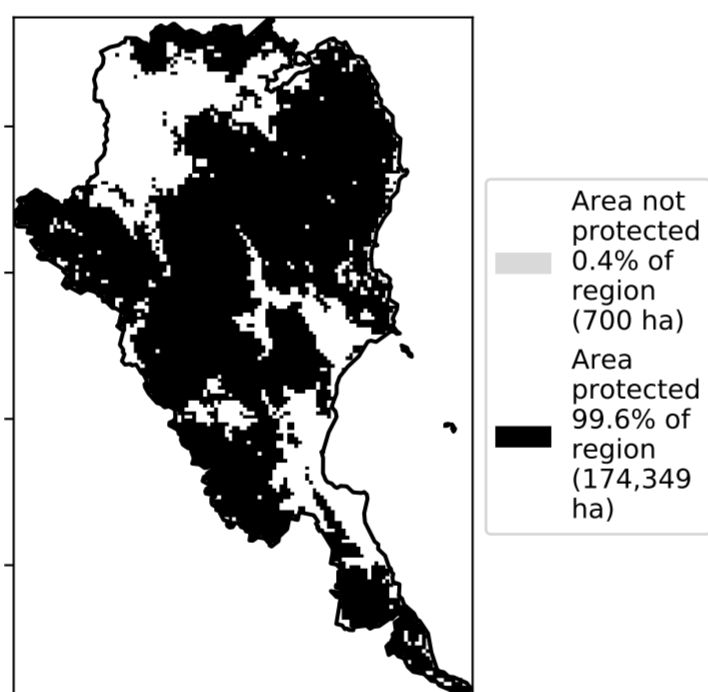 Area not
protected
0.4% of
region
(700 ha)
Area
protected
99.6% of
region
(174,349
ha)